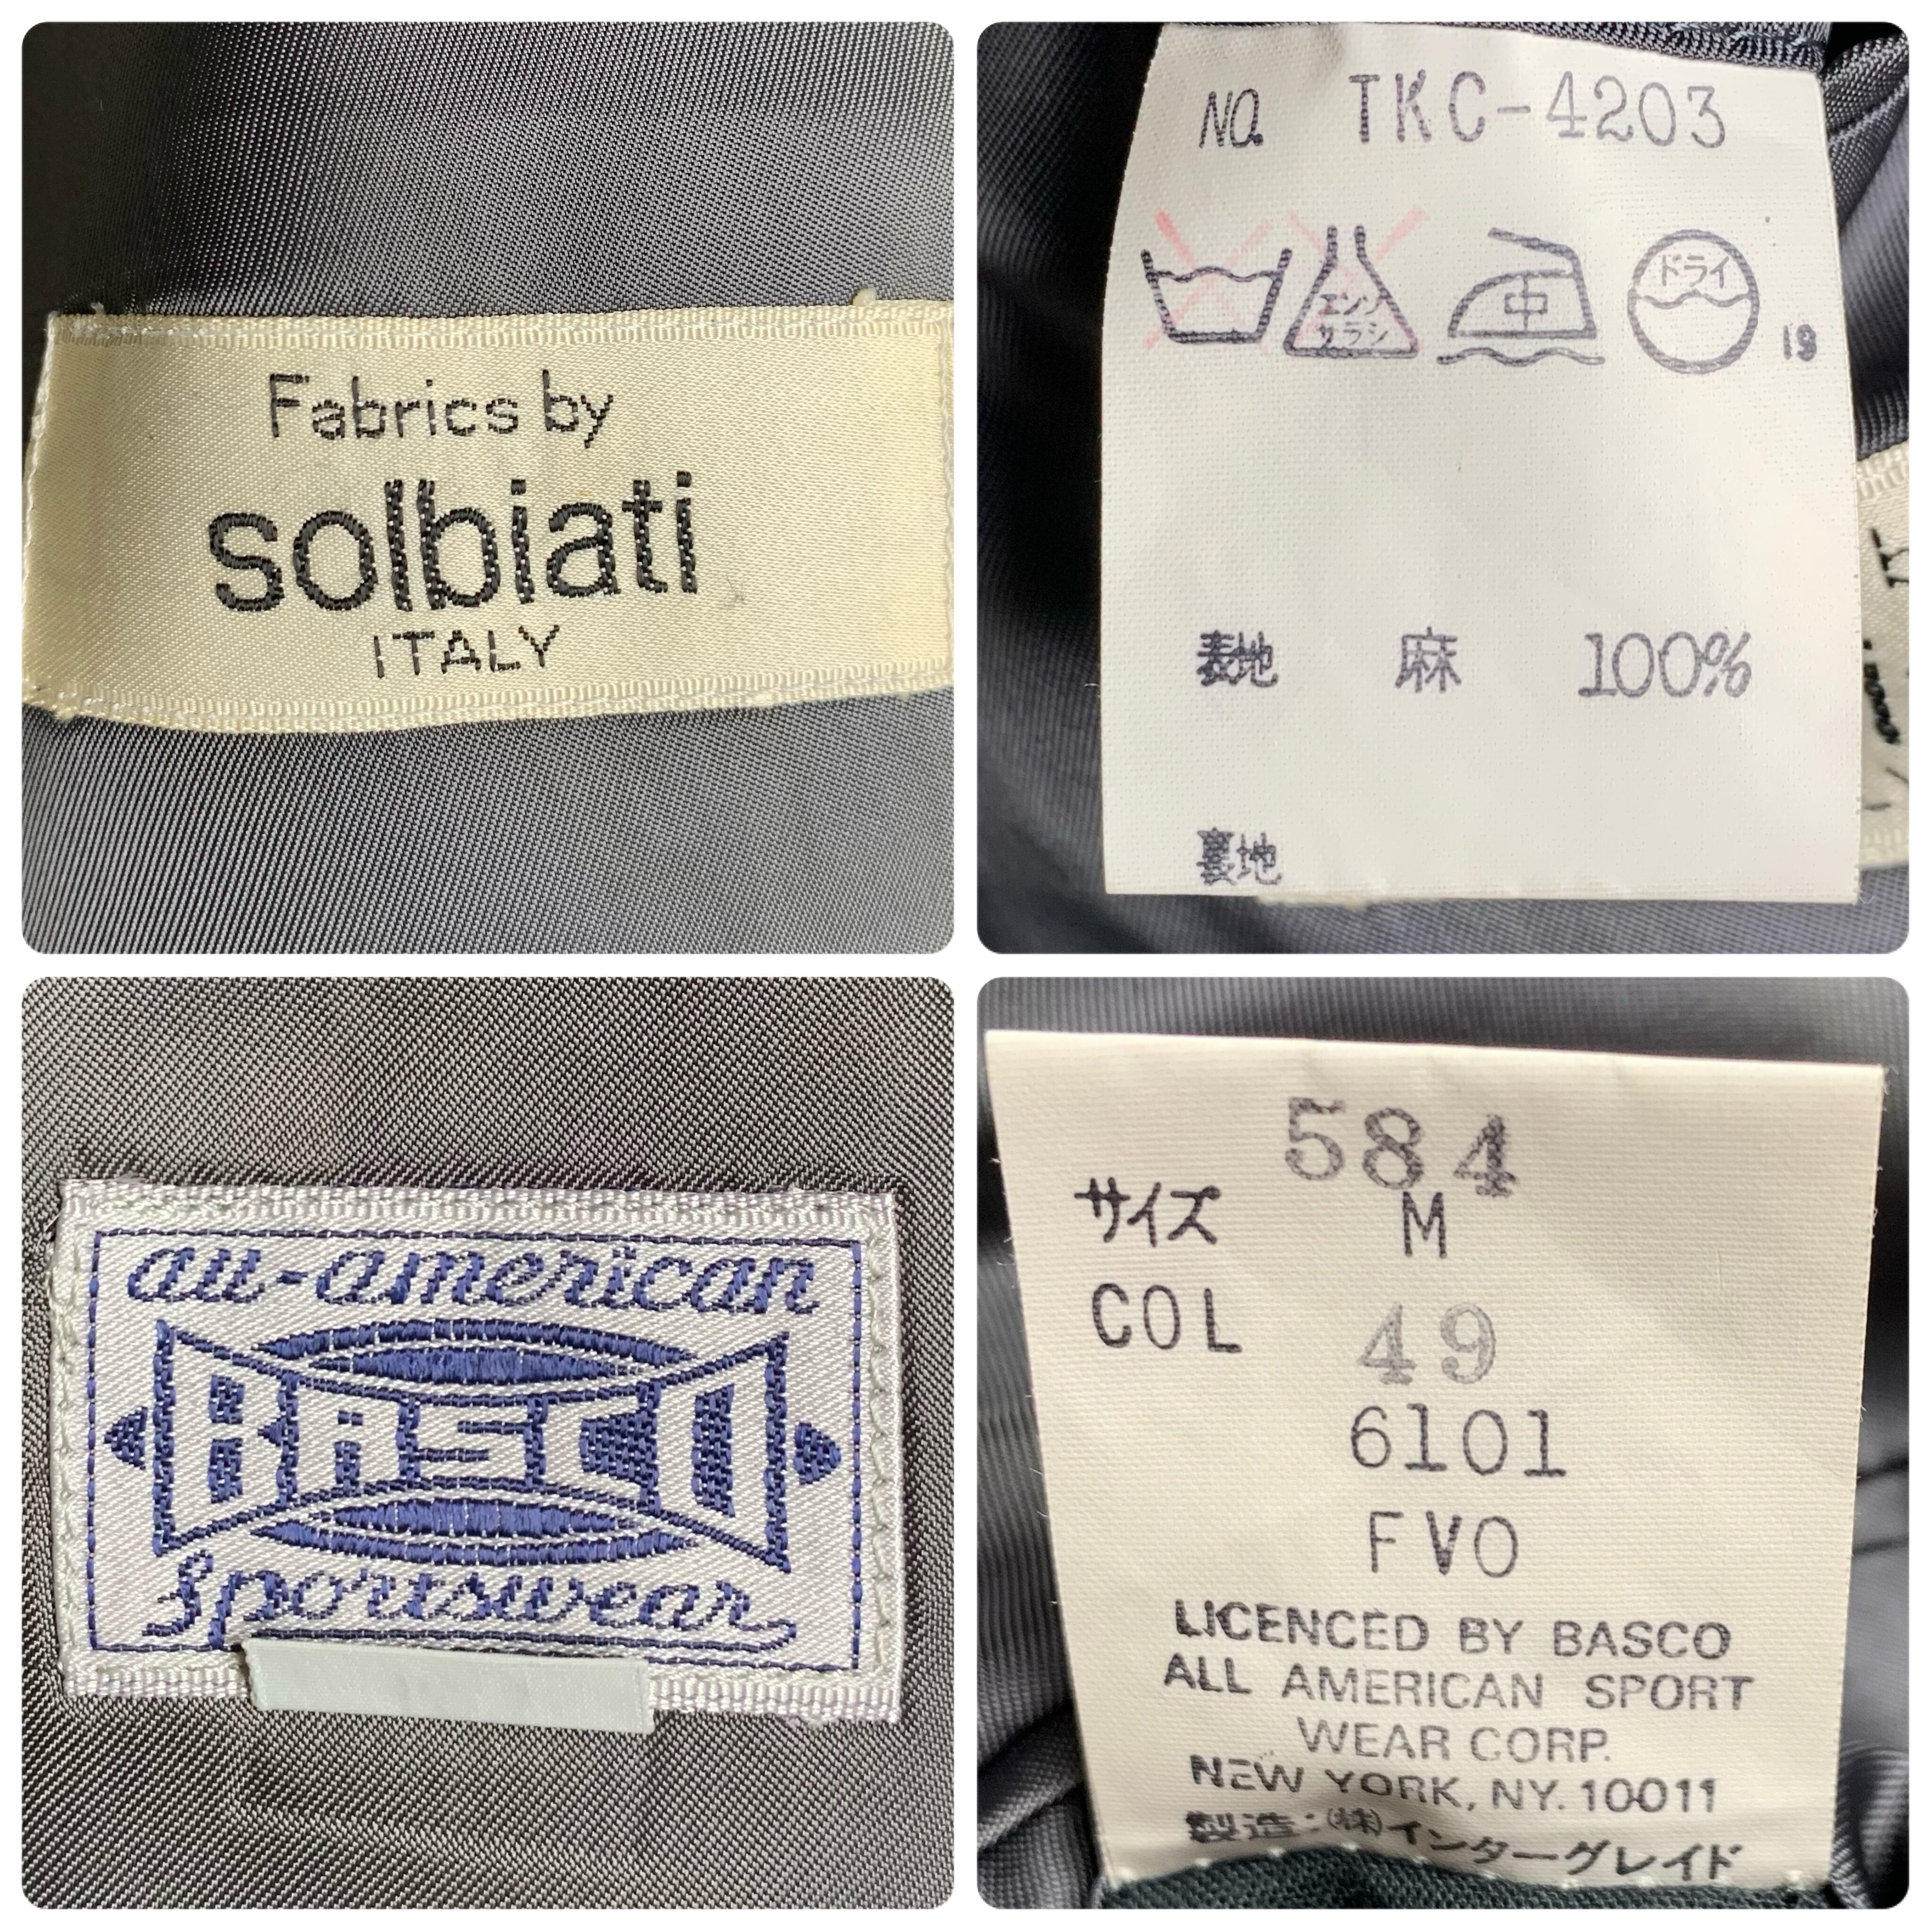 Fabrics by
solbiati
ITALY
NO. TKC-4203
エンソ
サラシ
中
ドライ
19
表地 麻 100%
裏地
all-american
BASCO
Sportswear
584
サイズ M
COL 49
6101
FVO
LICENCED BY BASCO
ALL AMERICAN SPORT
WEAR CORP.
NEW YORK, NY. 10011
製造:(株)インターグレイド